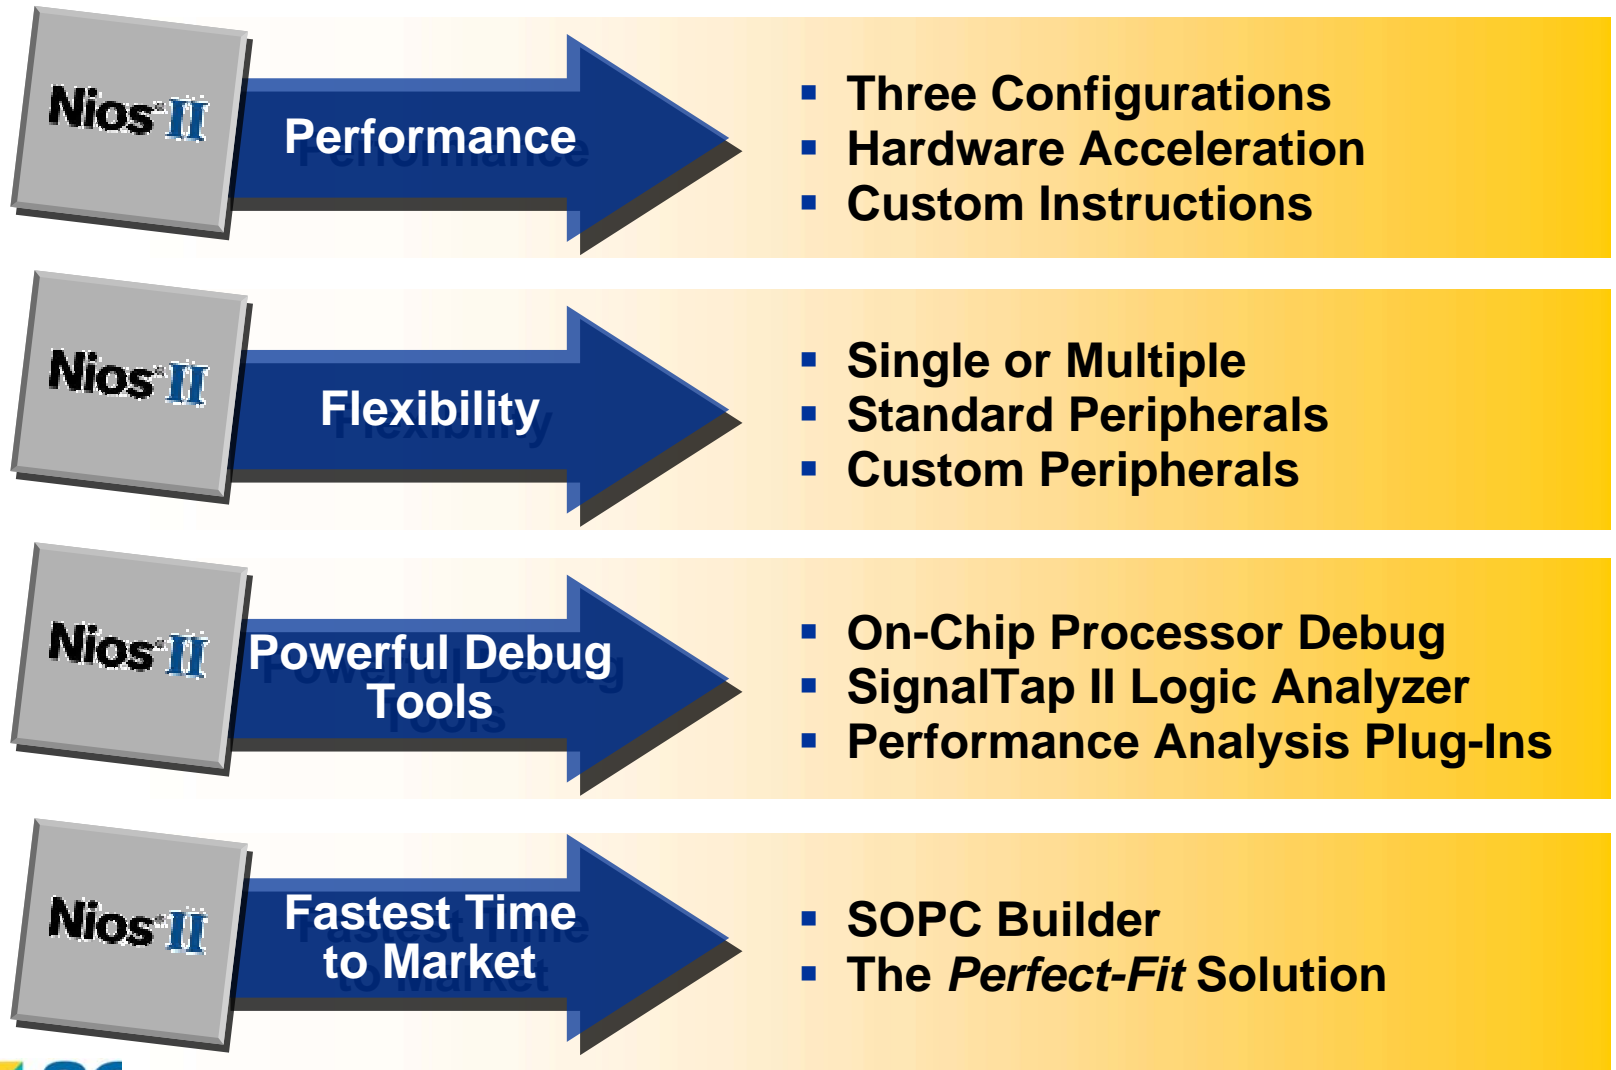 Nios II
Performance
▪ Three Configurations
▪ Hardware Acceleration
▪ Custom Instructions
Nios II
Flexibility
▪ Single or Multiple
▪ Standard Peripherals
▪ Custom Peripherals
Nios II
Powerful Debug
Tools
▪ On-Chip Processor Debug
▪ SignalTap II Logic Analyzer
▪ Performance Analysis Plug-Ins
Nios II
Fastest Time
to Market
▪ SOPC Builder
▪ The Perfect-Fit Solution